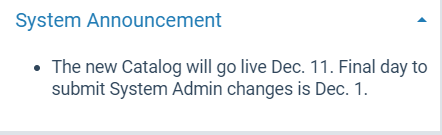 System Announcement
• The new Catalog will go live Dec. 11. Final day to
submit System Admin changes is Dec. 1.